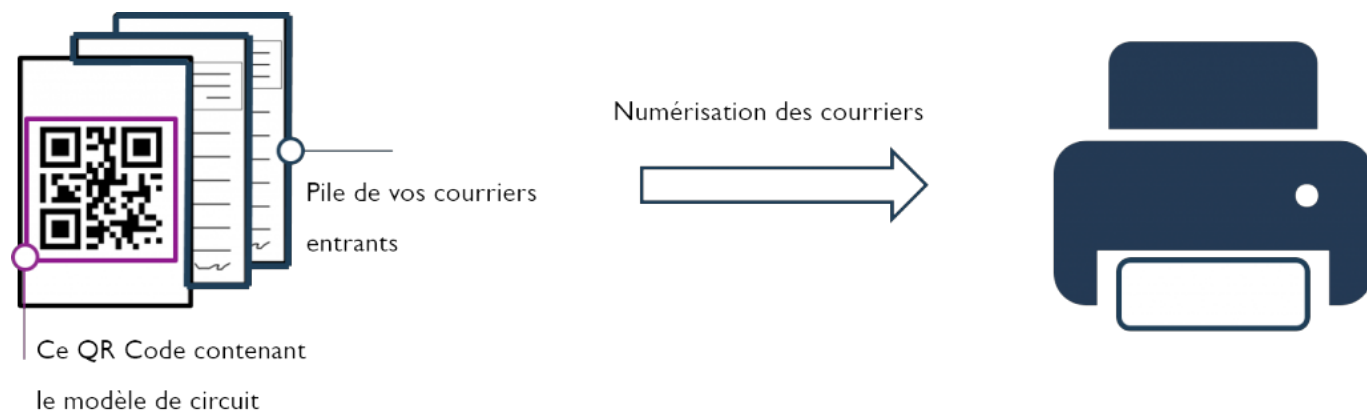 Numérisation des courriers
Pile de vos courriers
entrants
Ce QR Code contenant
le modèle de circuit